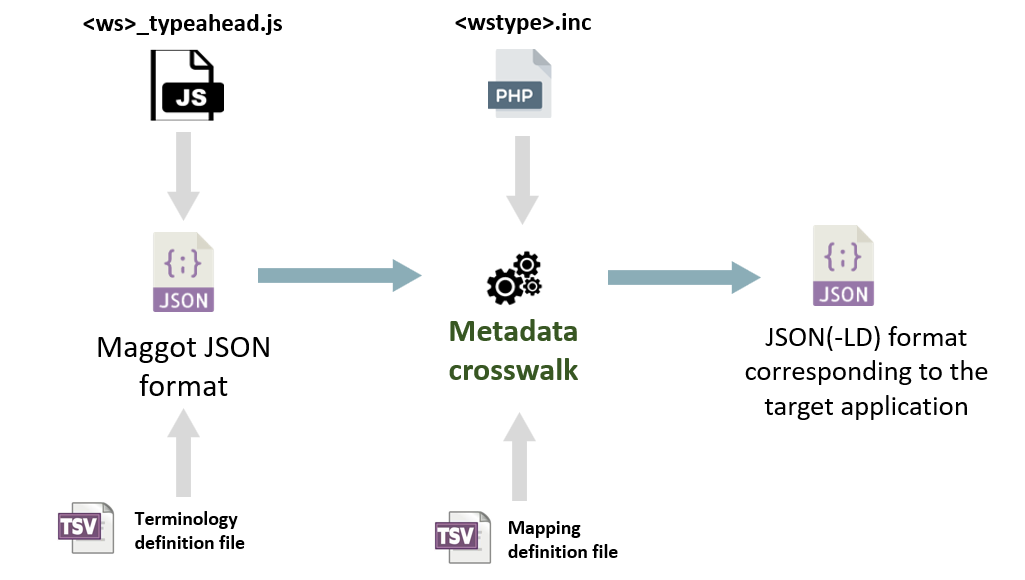 <ws>_typeahead.js
<wstype>.inc
JS
PHP
{;}
JSON
{;}
JSON
Maggot JSON
format
Metadata
crosswalk
JSON(-LD) format
corresponding to the
target application
TSV
Terminology
definition file
TSV
Mapping
definition file